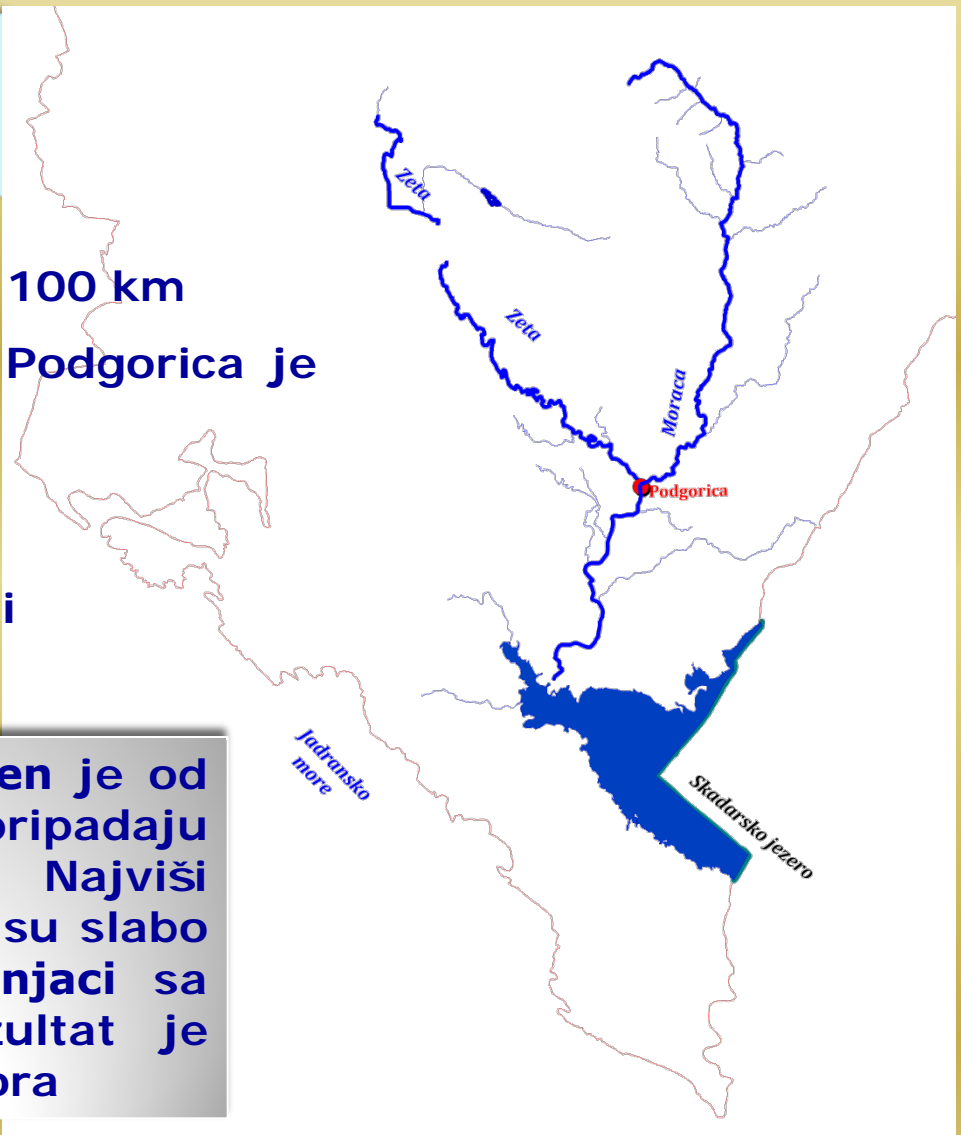 Zeta
100 km
Zeta
Podgorica je
Moraca
Podgorica
i
Jadransko
more
Skadarsko jezero
en je od
pripadaju
Najviši
su slabo
njaci sa
zultat je
ora